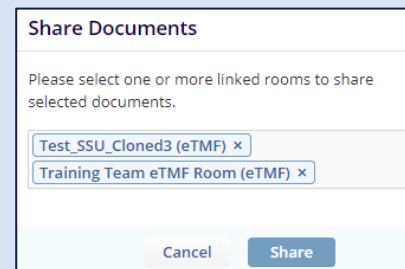 Share Documents
Please select one or more linked rooms to share
selected documents.
Test_SSU_Cloned3 (eTMF) ×
Training Team eTMF Room (eTMF) ×
Cancel Share